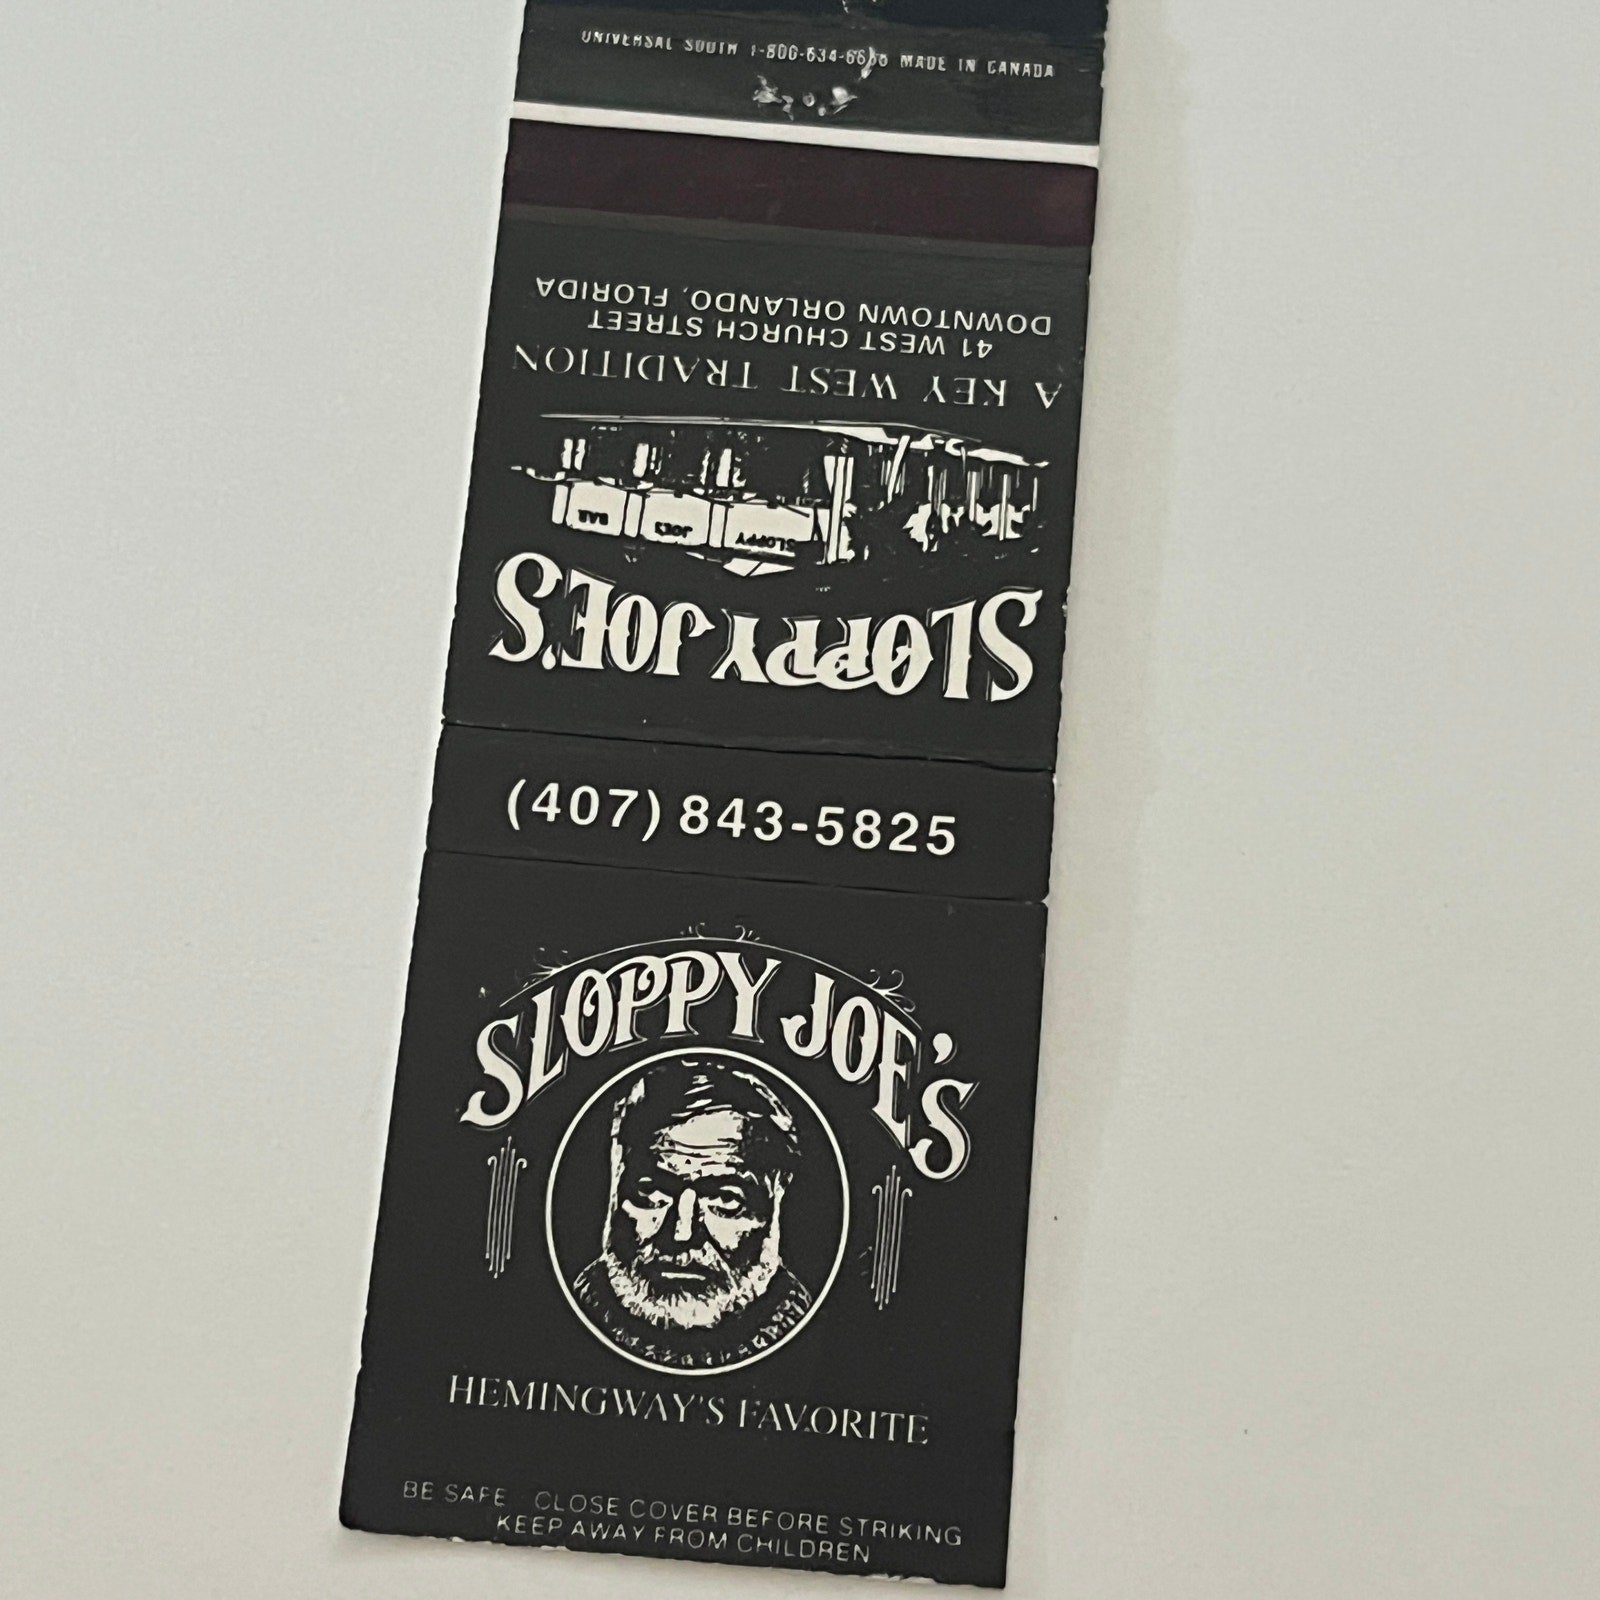 UNIVERSAL SOUTH 1-800-634-66 MADE IN CANADA
SLOPPY JOE'S
SLOPPY JOE'S BAR
A KEY WEST TRADITION
41 WEST CHURCH STREET
DOWNTOWN ORLANDO, FLORIDA
(407) 843-5825
SLOPPY JOE'S
HEMINGWAY'S FAVORITE
BE SAFE CLOSE COVER BEFORE STRIKING
KEEP AWAY FROM CHILDREN